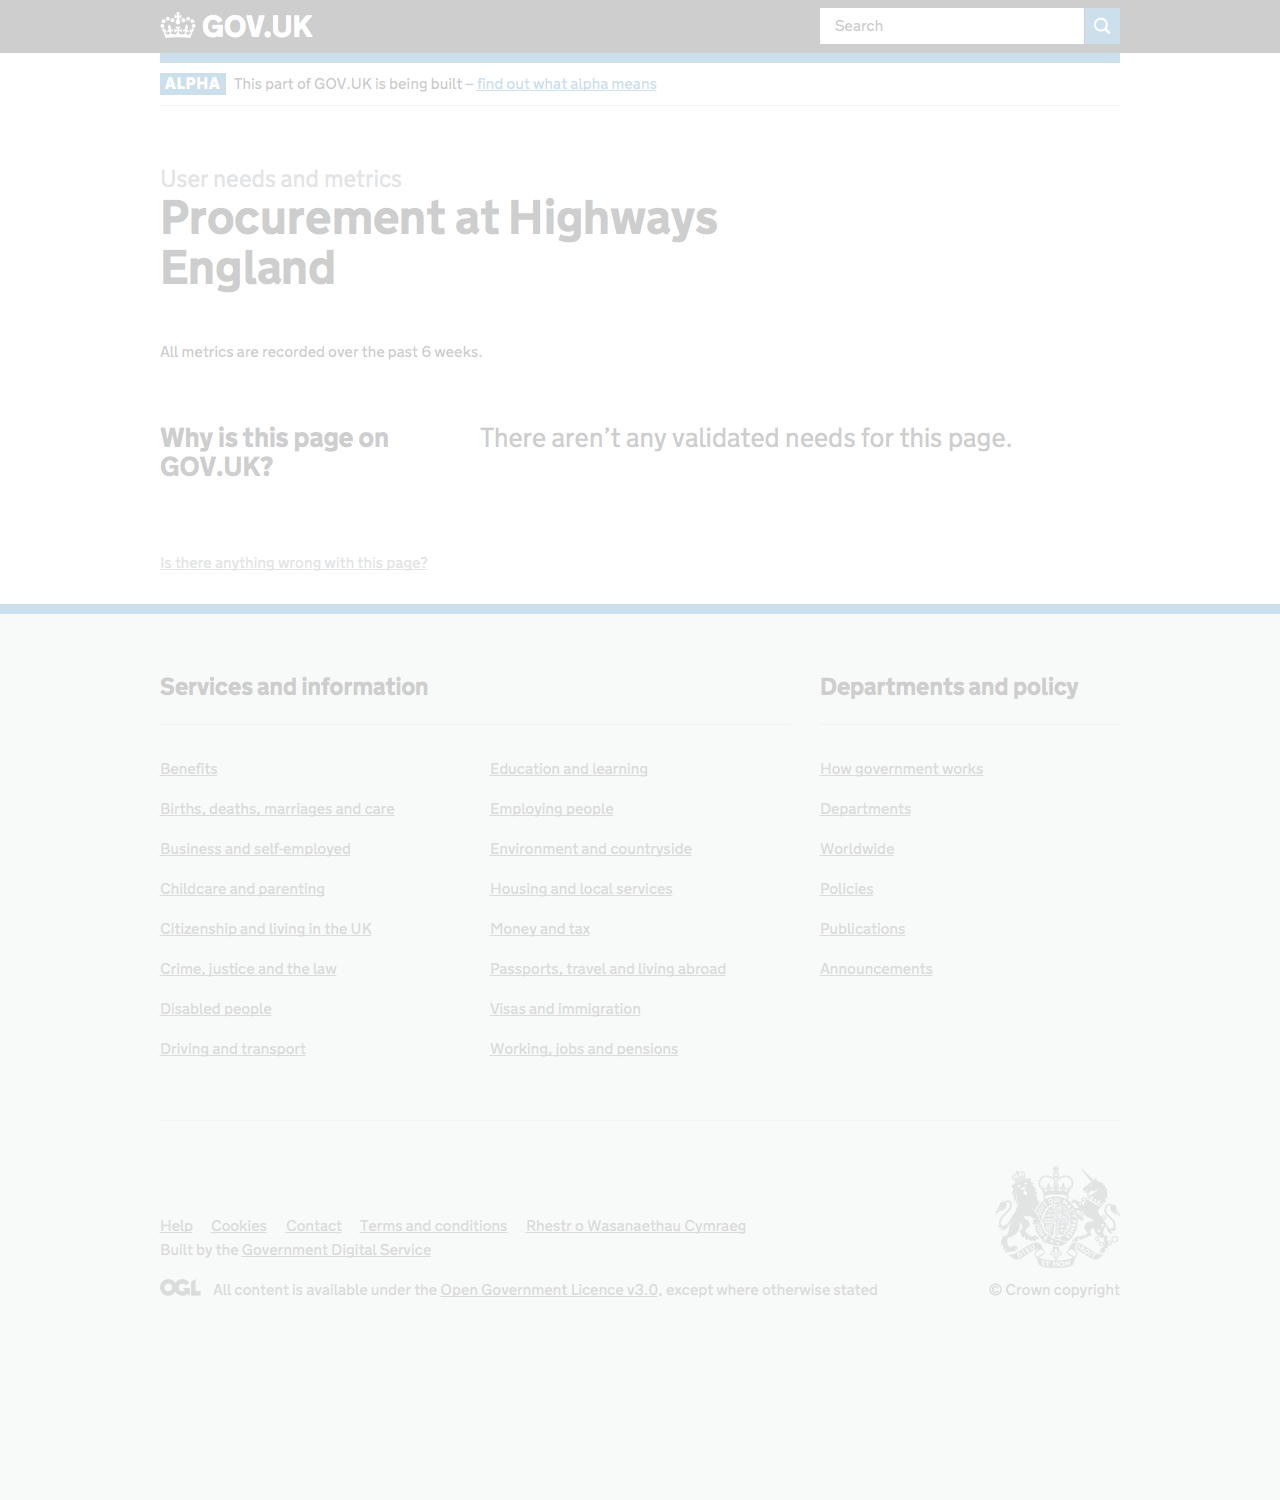 GOV.UK
Search
ALPHA This part of GOV.UK is being built – find out what alpha means
User needs and metrics
Procurement at Highways
England
All metrics are recorded over the past 6 weeks.
Why is this page on
GOV.UK?
There aren’t any validated needs for this page.
Is there anything wrong with this page?
Services and information
Benefits
Births, deaths, marriages and care
Business and self-employed
Childcare and parenting
Citizenship and living in the UK
Crime, justice and the law
Disabled people
Driving and transport
Education and learning
Employing people
Environment and countryside
Housing and local services
Money and tax
Passports, travel and living abroad
Visas and immigration
Working, jobs and pensions
Departments and policy
How government works
Departments
Worldwide
Policies
Publications
Announcements
Help Cookies Contact Terms and conditions Rhestr o Wasanaethau Cymraeg
Built by the Government Digital Service
OGL All content is available under the Open Government Licence v3.0, except where otherwise stated
© Crown copyright